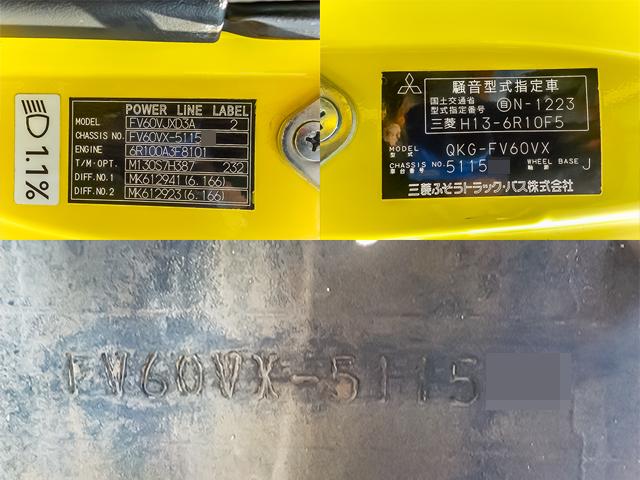 1.1%
POWER LINE LABEL
MODEL FV60VJXD3A 2
CHASSIS NO. FV60VX-5115
ENGINE 6R100A3F8101
T/M-OPT. M130S7H387 232
DIFF.NO.1 MK612941(6.166)
DIFF.NO.2 MK612923(6.166)
騒音型式指定車
国土交通省
型式指定番号 自N-1223
三菱 H13-6R10F5
MODEL
型式 QKG-FV60VX
CHASSIS NO. 5115 WHEEL BASE J
車台番号 軸距
三菱ふそうトラック・バス株式会社
FV60VX-5115